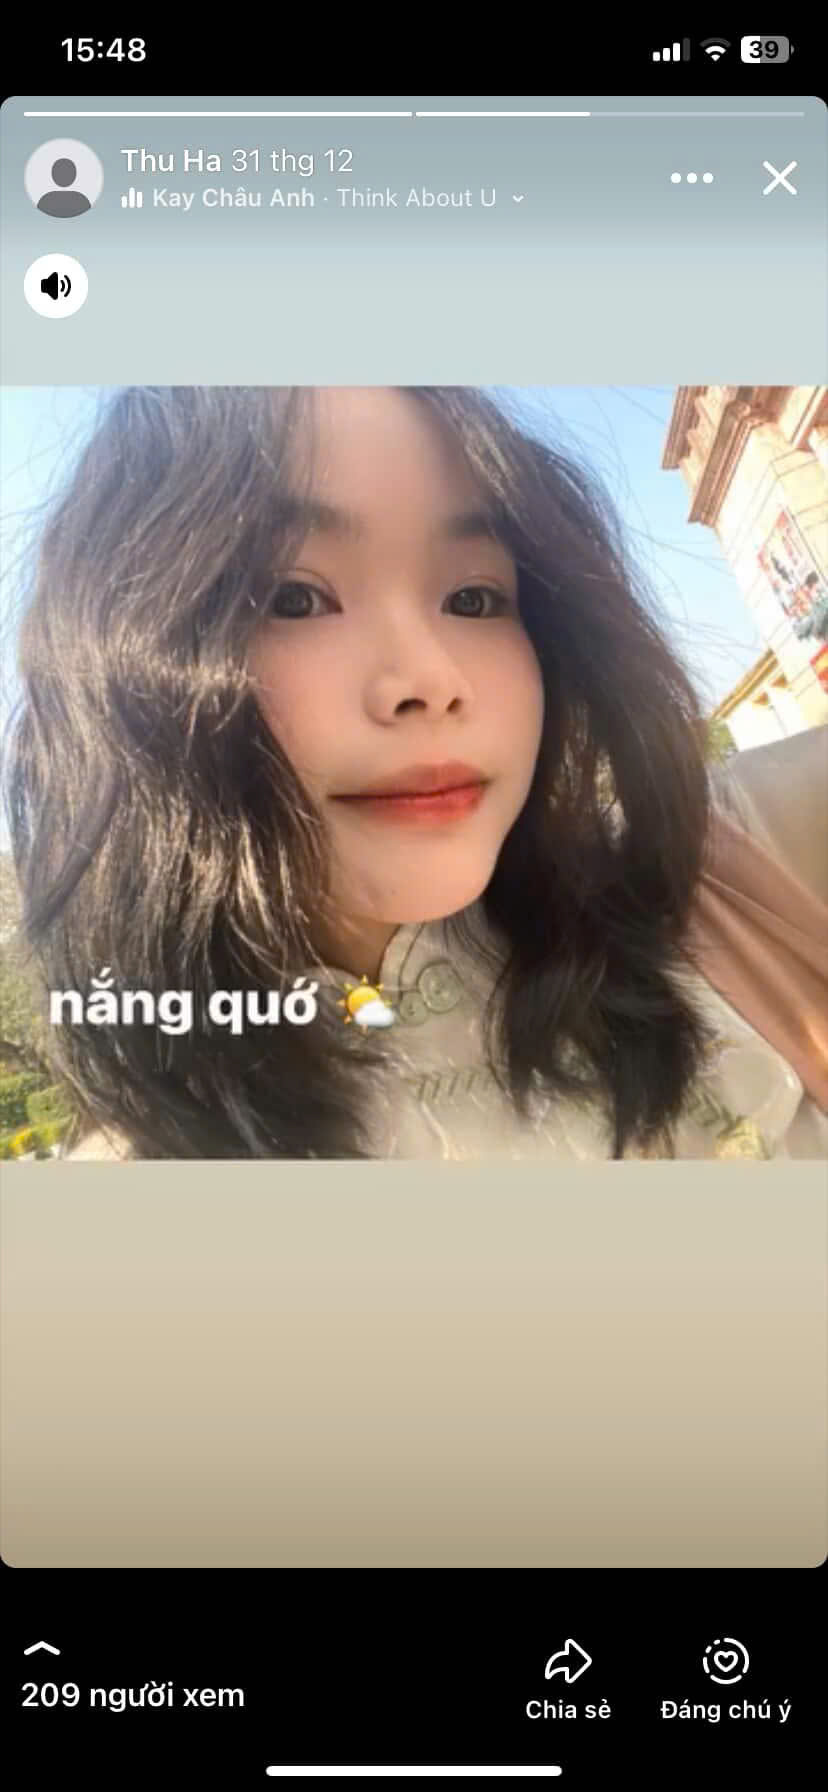 15:48
39
Thu Ha 31 thg 12
Kay Châu Anh · Think About U
nắng quớ
209 người xem
Chia sẻ
Đáng chú ý